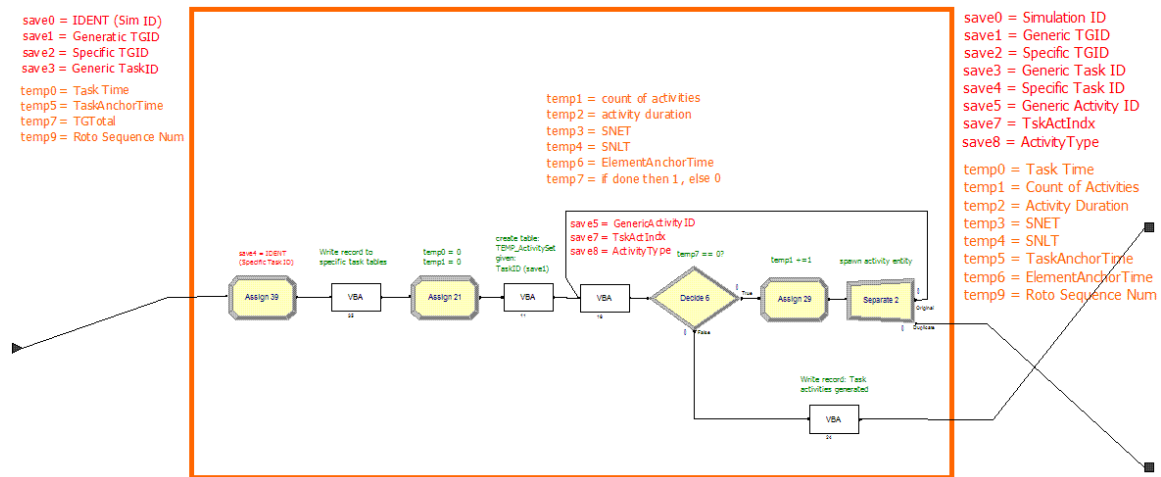 save0 = IDENT (Sim ID)
save1 = Generatic TGID
save2 = Specific TGID
save3 = Generic TaskID
temp0 = Task Time
temp5 = TaskAnchorTime
temp7 = TGTotal
temp9 = Roto Sequence Num
temp1 = count of activities
temp2 = activity duration
temp3 = SNET
temp4 = SNLT
temp6 = ElementAnchorTime
temp7 = if done then 1, else 0
save4 = IDENT
(Specific Task ID)
Assign 39
Write record to
specific task tables
VBA
temp0 = 0
temp1 = 0
Assign 21
create table:
TEMP_ActivitySet
given:
TaskID (save1)
VBA
save5 = GenericActivityID
save7 = TskActIndx
save8 = ActivityType
VBA
temp7 == 0?
Decide 6
True
False
temp1 +=1
Assign 29
spawn activity entity
Separate 2
Original
Duplicate
Write record: Task
activities generated
VBA
24
save0 = Simulation ID
save1 = Generic TGID
save2 = Specific TGID
save3 = Generic Task ID
save4 = Specific Task ID
save5 = Generic Activity ID
save7 = TskActIndx
save8 = ActivityType
temp0 = Task Time
temp1 = Count of Activities
temp2 = Activity Duration
temp3 = SNET
temp4 = SNLT
temp5 = TaskAnchorTime
temp6 = ElementAnchorTime
temp9 = Roto Sequence Num